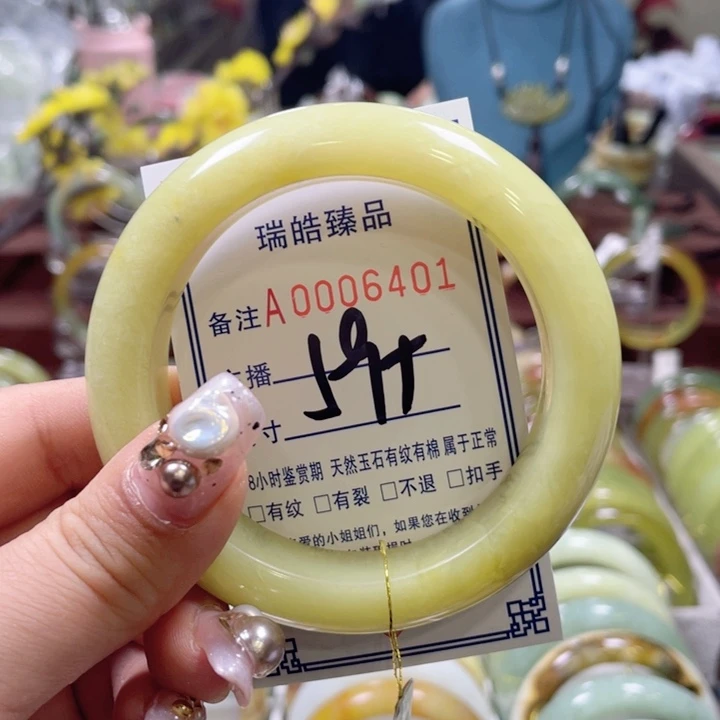 瑞皓臻品
备注A0006401
播
寸
8小时鉴赏期 天然玉石有纹有棉 属于正常
□有纹 □有裂 □不退 □扣手
爱的小姐姐们，如果您在收到